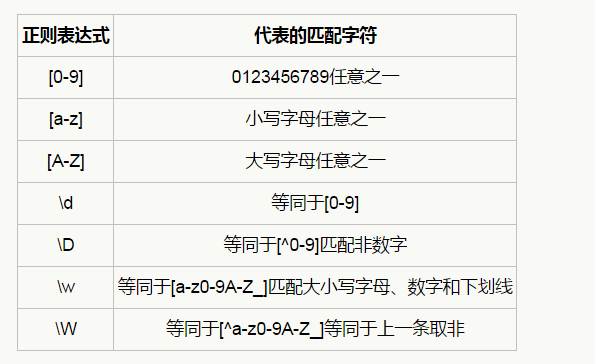 正则表达式 代表的匹配字符
[0-9] 0123456789任意之一
[a-z] 小写字母任意之一
[A-Z] 大写字母任意之一
\d 等同于[0-9]
\D 等同于[^0-9]匹配非数字
\w 等同于[a-z0-9A-Z_]匹配大小写字母、数字和下划线
\W 等同于[^a-z0-9A-Z_]等同于上一条取非